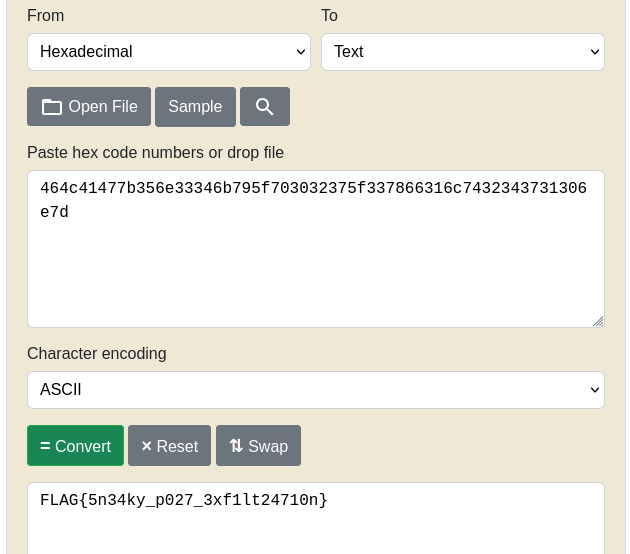 From To
Hexadecimal Text
Open File Sample
Paste hex code numbers or drop file
464c41477b356e33346b795f703032375f337866316c7432343731306
e7d
Character encoding
ASCII
= Convert × Reset ⇅ Swap
FLAG{5n34ky_p027_3xf1lt24710n}